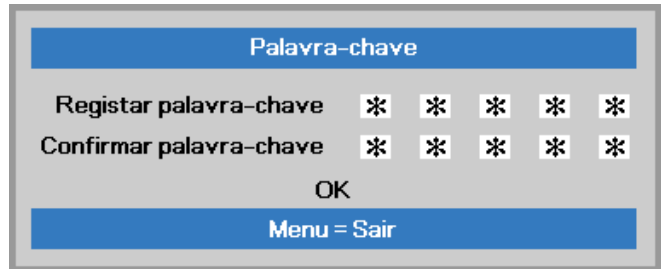 Palavra-chave
Registar palavra-chave * * * * *
Confirmar palavra-chave * * * * *
OK
Menu = Sair